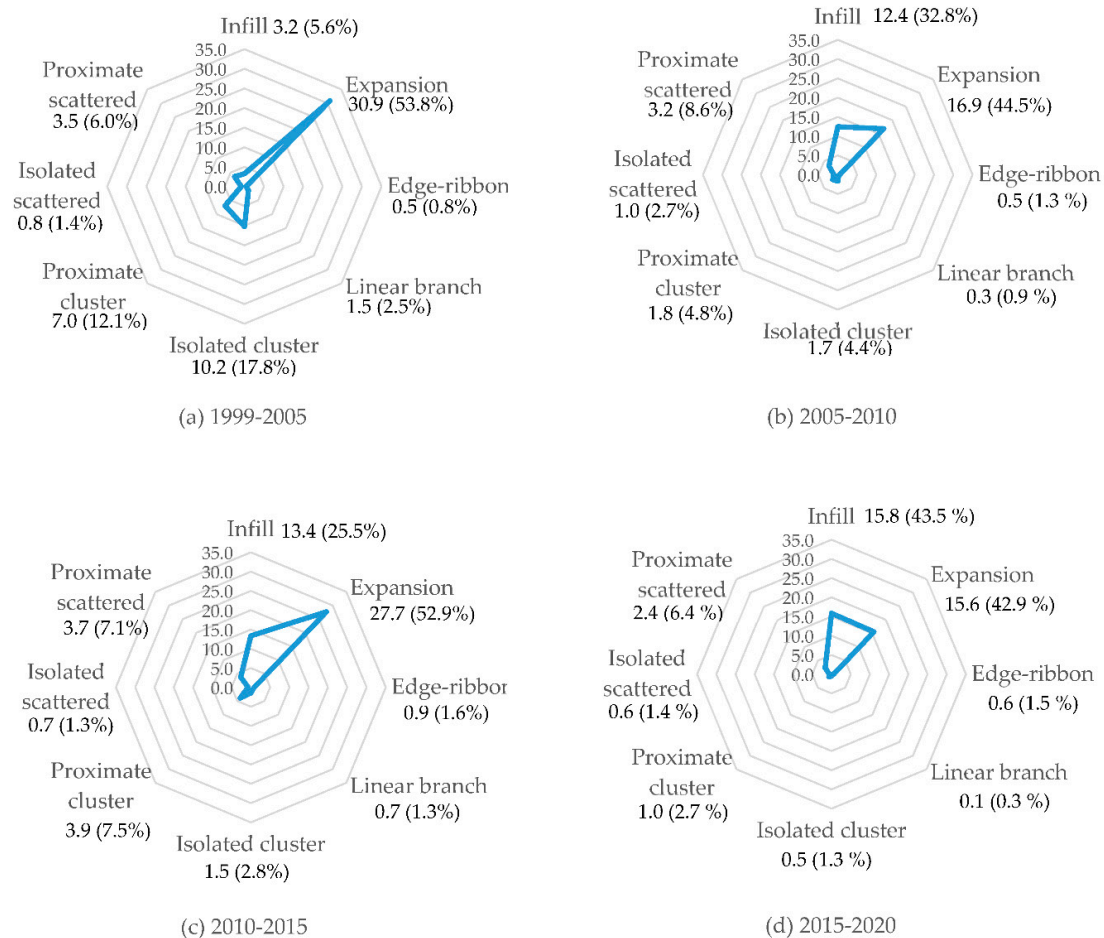 Infill 3.2 (5.6%)
35.0
30.0
25.0
20.0
15.0
10.0
5.0
0.0
Expansion
30.9 (53.8%)
Edge-ribbon
0.5 (0.8%)
Linear branch
1.5 (2.5%)
Isolated cluster
10.2 (17.8%)
Proximate
cluster
7.0 (12.1%)
Isolated
scattered
0.8 (1.4%)
Proximate
scattered
3.5 (6.0%)
(a) 1999-2005
Infill 12.4 (32.8%)
35.0
30.0
25.0
20.0
15.0
10.0
5.0
0.0
Expansion
16.9 (44.5%)
Edge-ribbon
0.5 (1.3 %)
Linear branch
0.3 (0.9 %)
Isolated cluster
1.7 (4.4%)
Proximate
cluster
1.8 (4.8%)
Isolated
scattered
1.0 (2.7%)
Proximate
scattered
3.2 (8.6%)
(b) 2005-2010
Infill 13.4 (25.5%)
35.0
30.0
25.0
20.0
15.0
10.0
5.0
0.0
Expansion
27.7 (52.9%)
Edge-ribbon
0.9 (1.6%)
Linear branch
0.7 (1.3%)
Isolated cluster
1.5 (2.8%)
Proximate
cluster
3.9 (7.5%)
Isolated
scattered
0.7 (1.3%)
Proximate
scattered
3.7 (7.1%)
(c) 2010-2015
Infill 15.8 (43.5 %)
35.0
30.0
25.0
20.0
15.0
10.0
5.0
0.0
Expansion
15.6 (42.9 %)
Edge-ribbon
0.6 (1.5 %)
Linear branch
0.1 (0.3 %)
Isolated cluster
0.5 (1.3 %)
Proximate
cluster
1.0 (2.7 %)
Isolated
scattered
0.6 (1.4 %)
Proximate
scattered
2.4 (6.4 %)
(d) 2015-2020